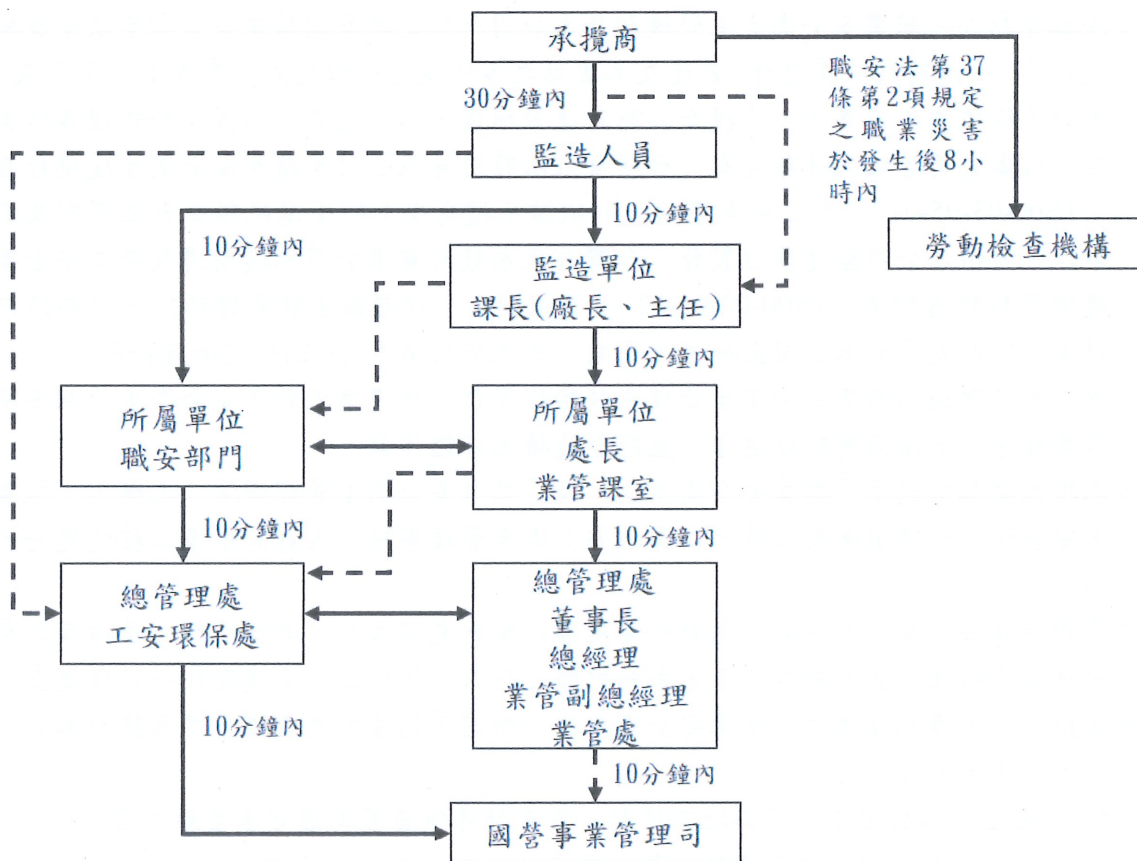 承攬商
30分鐘內
職安法第37
條第2項規定
之職業災害
於發生後8小
時內
監造人員
10分鐘內
10分鐘內
勞動檢查機構
監造單位
課長(廠長、主任)
10分鐘內
所屬單位
職安部門
所屬單位
處長
業管課室
10分鐘內
10分鐘內
總管理處
工安環保處
總管理處
董事長
總經理
業管副總經理
業管處
10分鐘內
10分鐘內
國營事業管理司